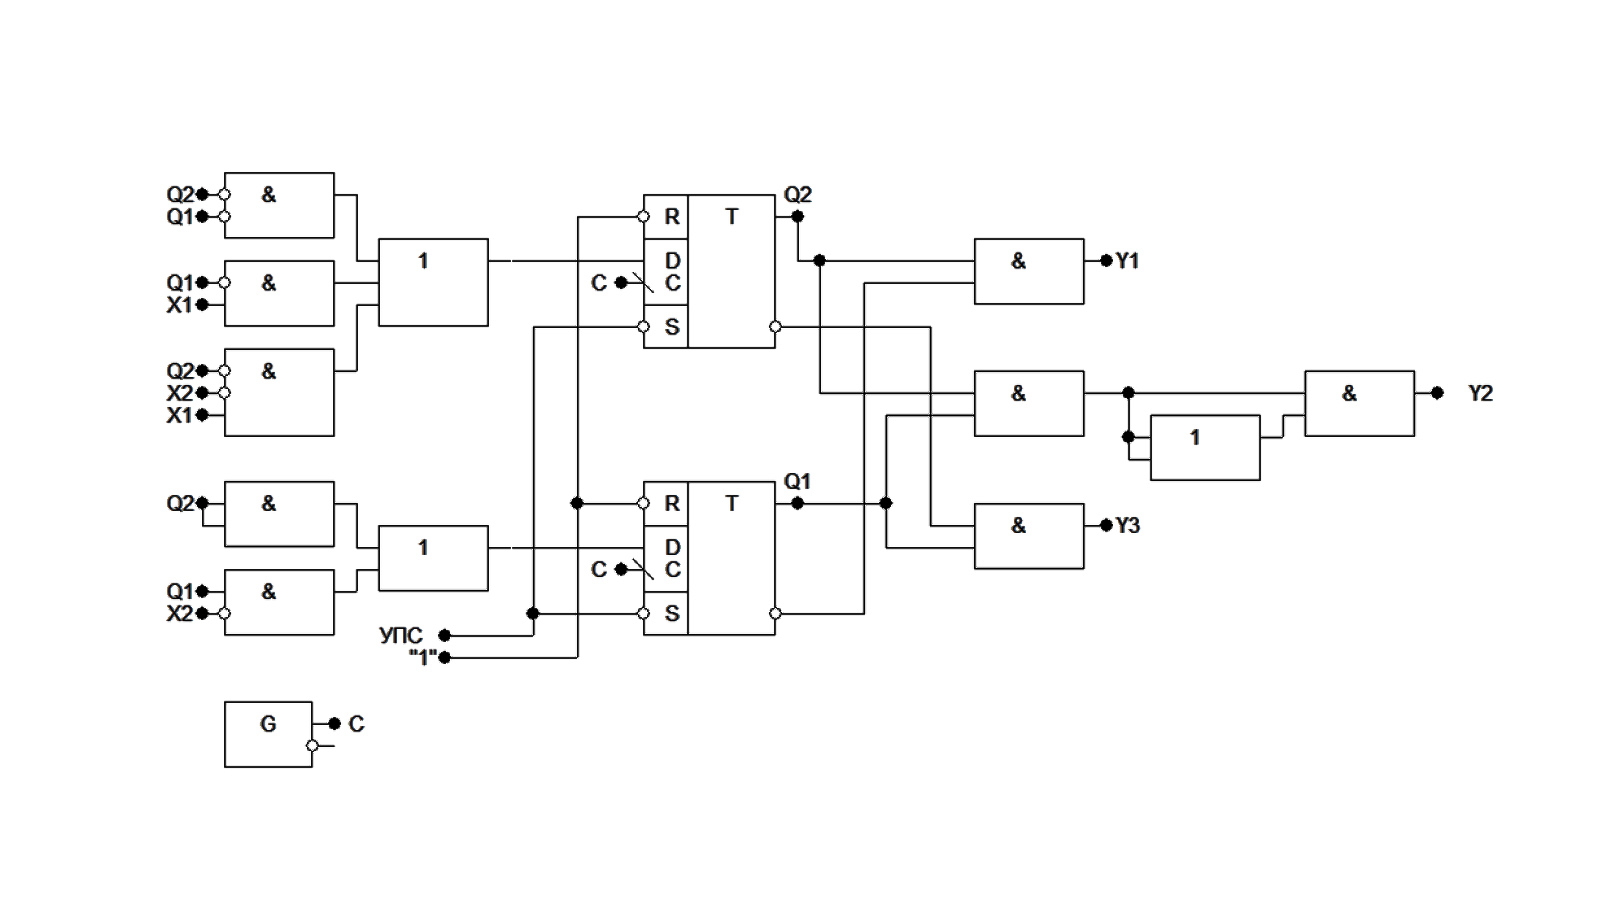 Q2 & Q2
Q1 R T
1 D & Y1
Q1 & C C
X1 S
Q2 &
X2 & & Y2
X1 1
Q1
Q2 & R T
1 D & Y3
C C
Q1 &
X2 S
УПС
"1"
G C